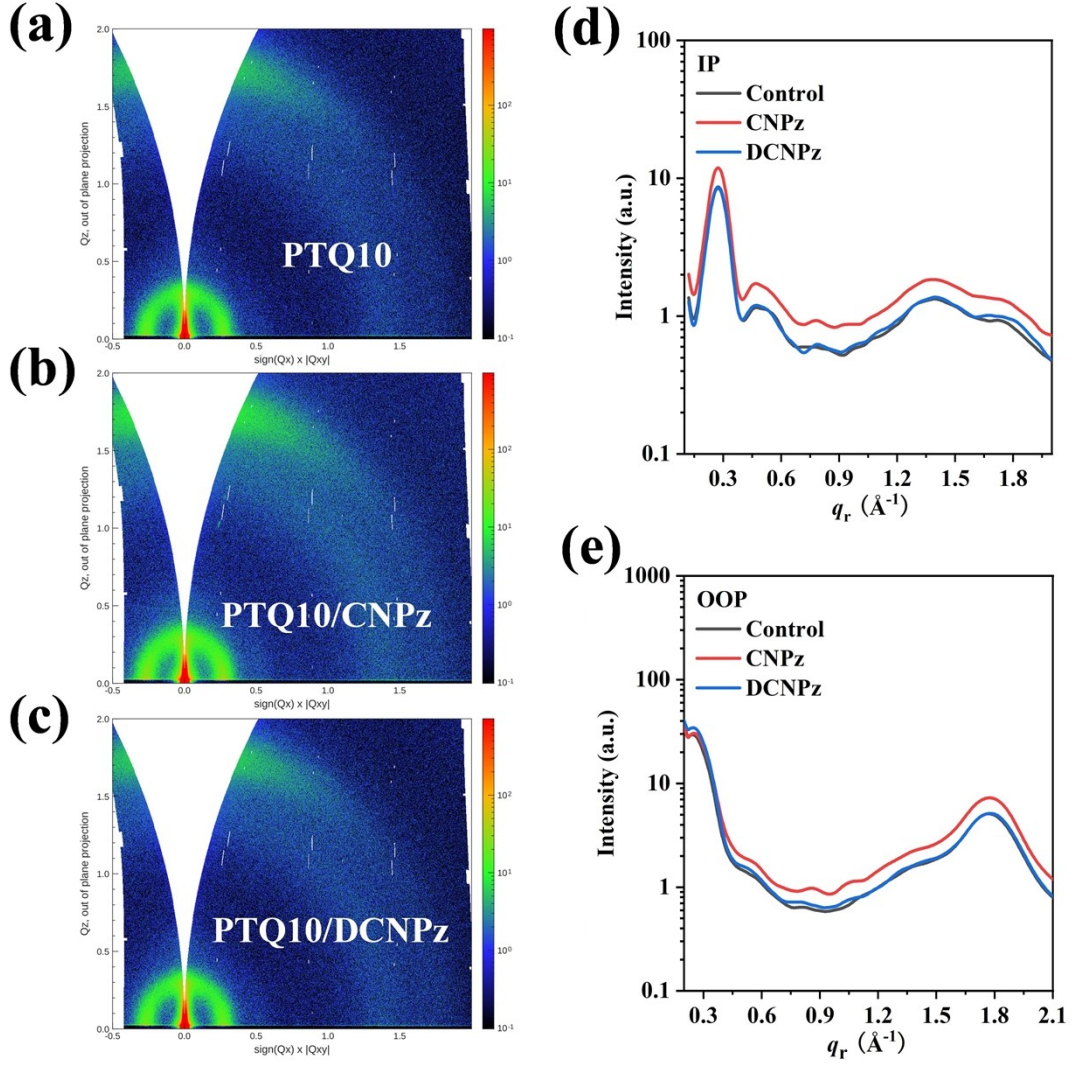 (a)
Qz, out of plane projection
2.0
1.5
1.0
0.5
0.0
-0.5
0.0
0.5
1.0
1.5
sign(Qx) x |Qxy|
10²
10¹
10⁰
10⁻¹
PTQ10
(b)
Qz, out of plane projection
2.0
1.5
1.0
0.5
0.0
-0.5
0.0
0.5
1.0
1.5
sign(Qx) x |Qxy|
10²
10¹
10⁰
10⁻¹
PTQ10/CNPz
(c)
Qz, out of plane projection
2.0
1.5
1.0
0.5
0.0
-0.5
0.0
0.5
1.0
1.5
sign(Qx) x |Qxy|
10²
10¹
10⁰
10⁻¹
PTQ10/DCNPz
(d)
IP
Control
CNPz
DCNPz
Intensity (a.u.)
100
10
1
0.1
0.3
0.6
0.9
1.2
1.5
1.8
qr (Å⁻¹)
(e)
OOP
Control
CNPz
DCNPz
Intensity (a.u.)
1000
100
10
1
0.1
0.3
0.6
0.9
1.2
1.5
1.8
2.1
qr (Å⁻¹)